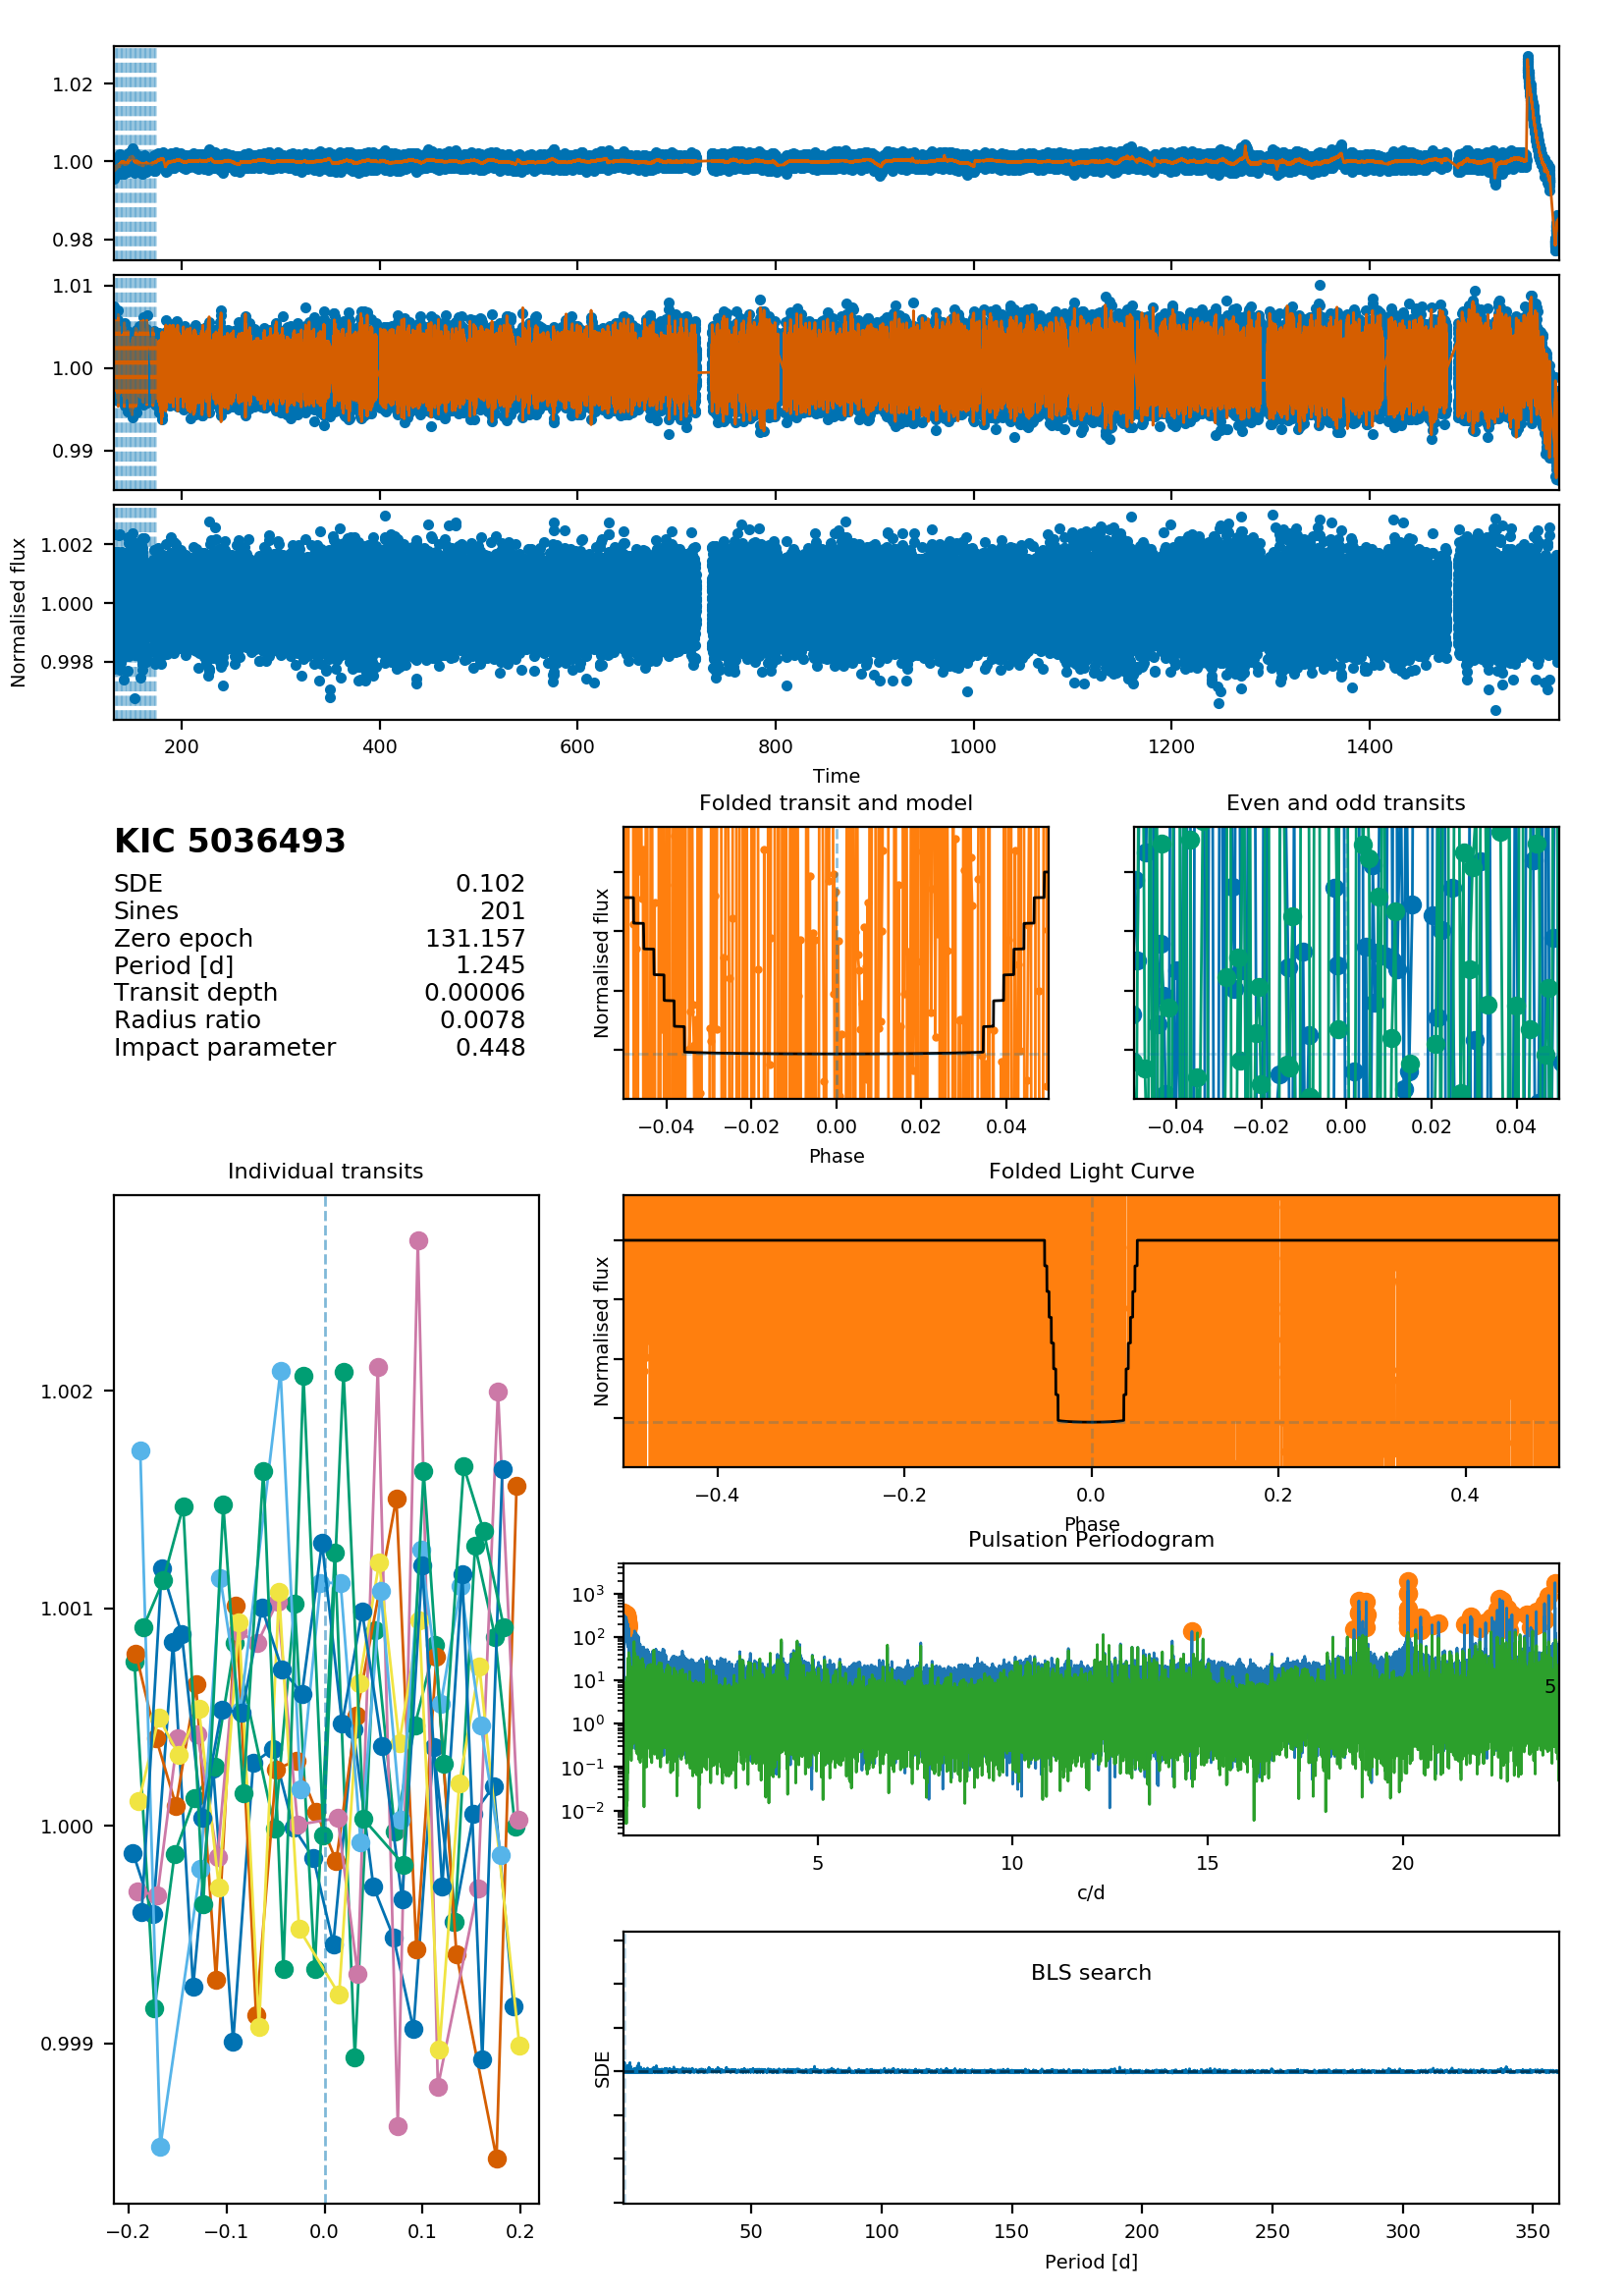 1.02
1.00
0.98
1.01
1.00
0.99
1.002
1.000
0.998
Normalised flux
200 400 600 800 1000 1200 1400
Time
KIC 5036493
SDE 0.102
Sines 201
Zero epoch 131.157
Period [d] 1.245
Transit depth 0.00006
Radius ratio 0.0078
Impact parameter 0.448
Folded transit and model
Normalised flux
−0.04 −0.02 0.00 0.02 0.04
Phase
Even and odd transits
−0.04 −0.02 0.00 0.02 0.04
Individual transits
1.002
1.001
1.000
0.999
−0.2 −0.1 0.0 0.1 0.2
Folded Light Curve
Normalised flux
−0.4 −0.2 0.0 0.2 0.4
Phase
Pulsation Periodogram
10³
10²
10¹
10⁰
10⁻¹
10⁻²
5
5 10 15 20
c/d
BLS search
SDE
50 100 150 200 250 300 350
Period [d]